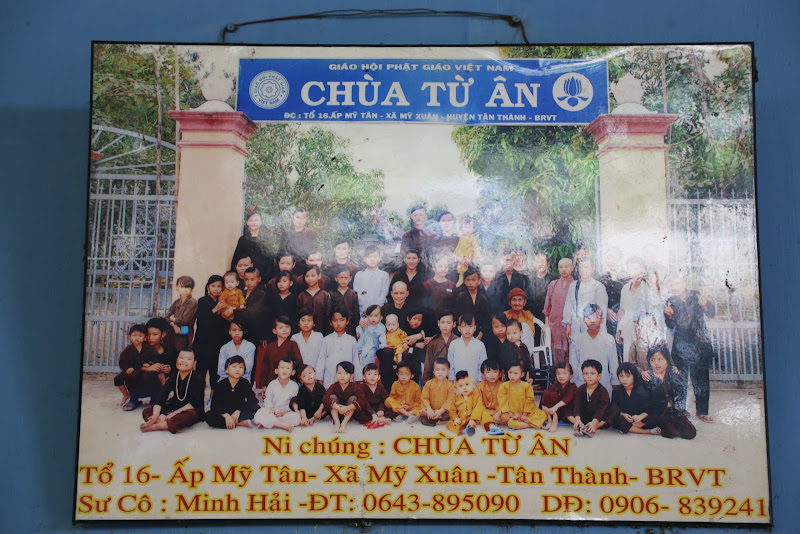 GIÁO HỘI PHẬT GIÁO VIỆT NAM
CHÙA TỪ ÂN
ĐC : TỔ 16.ẤP MỸ TÂN - XÃ MỸ XUÂN - HUYỆN TÂN THÀNH - BRVT
Ni chúng : CHÙA TỪ ÂN
Tổ 16- Ấp Mỹ Tân- Xã Mỹ Xuân -Tân Thành- BRVT
Sư Cô : Minh Hải -ĐT: 0643-895090 DĐ: 0906- 839241